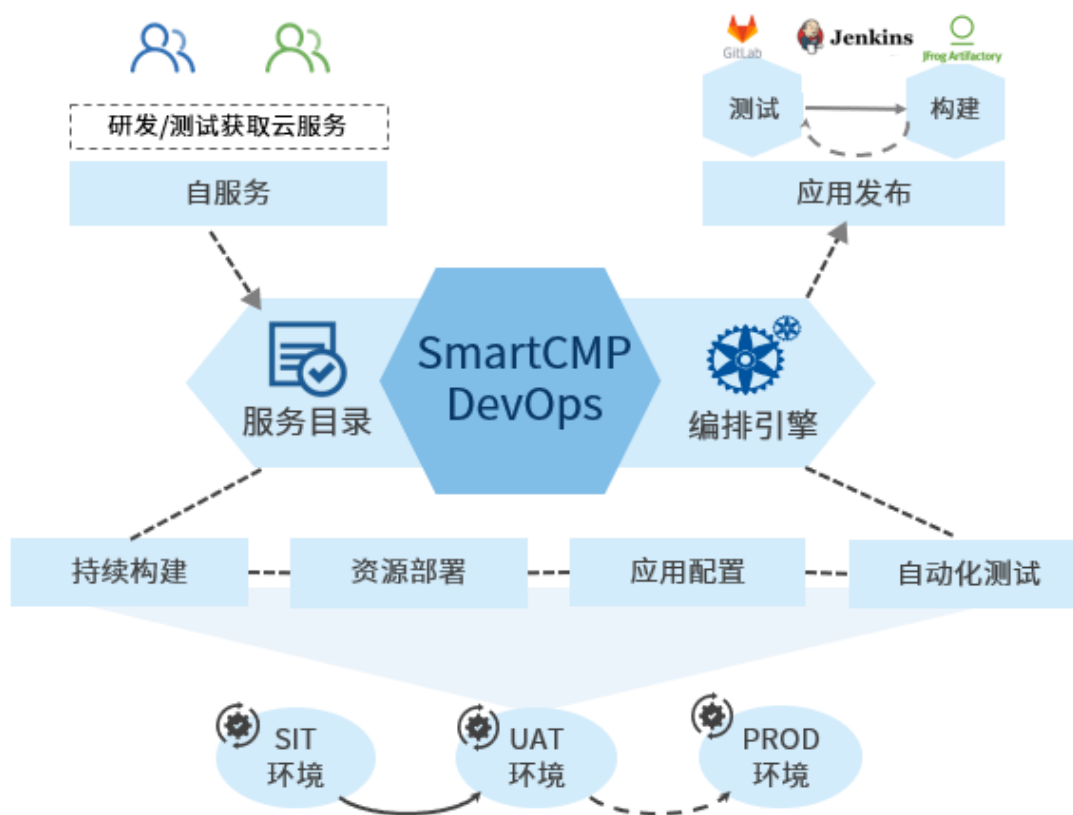 GitLab
Jenkins
JFrog Artifactory
研发/测试获取云服务
测试
构建
自服务
应用发布
SmartCMP
DevOps
服务目录
编排引擎
持续构建
资源部署
应用配置
自动化测试
SIT
环境
UAT
环境
PROD
环境